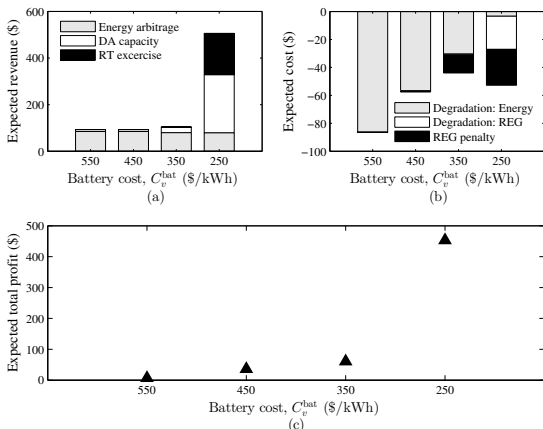 600
400
200
0
Expected revenue ($)
Energy arbitrage
DA capacity
RT excercise
550 450 350 250
Battery cost, C_v^bat ($/kWh)
(a)
0
−20
−40
−60
−80
−100
Expected cost ($)
Degradation: Energy
Degradation: REG
REG penalty
550 450 350 250
Battery cost, C_v^bat ($/kWh)
(b)
500
400
300
200
100
0
Expected total profit ($)
550 450 350 250
Battery cost, C_v^bat ($/kWh)
(c)